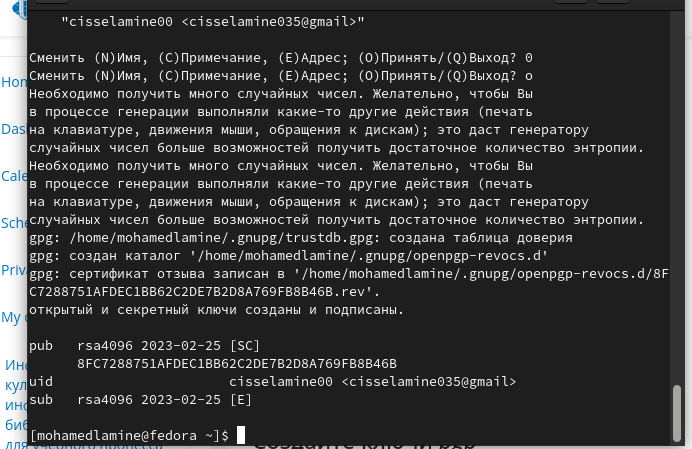 "cisselamine00 <cisselamine035@gmail>"
Сменить (N)Имя, (C)Примечание, (E)Адрес; (O)Принять/(Q)Выход? 0
Сменить (N)Имя, (C)Примечание, (E)Адрес; (O)Принять/(Q)Выход? o
Необходимо получить много случайных чисел. Желательно, чтобы Вы
в процессе генерации выполняли какие-то другие действия (печать
на клавиатуре, движения мыши, обращения к дискам); это даст генератору
случайных чисел больше возможностей получить достаточное количество энтропии.
Необходимо получить много случайных чисел. Желательно, чтобы Вы
в процессе генерации выполняли какие-то другие действия (печать
на клавиатуре, движения мыши, обращения к дискам); это даст генератору
случайных чисел больше возможностей получить достаточное количество энтропии.
gpg: /home/mohamedlamine/.gnupg/trustdb.gpg: создана таблица доверия
gpg: создан каталог '/home/mohamedlamine/.gnupg/openpgp-revocs.d'
gpg: сертификат отзыва записан в '/home/mohamedlamine/.gnupg/openpgp-revocs.d/8F
C7288751AFDEC1BB62C2DE7B2D8A769FB8B46B.rev'.
открытый и секретный ключи созданы и подписаны.
pub   rsa4096 2023-02-25 [SC]
8FC7288751AFDEC1BB62C2DE7B2D8A769FB8B46B
uid                      cisselamine00 <cisselamine035@gmail>
sub   rsa4096 2023-02-25 [E]
[mohamedlamine@fedora ~]$